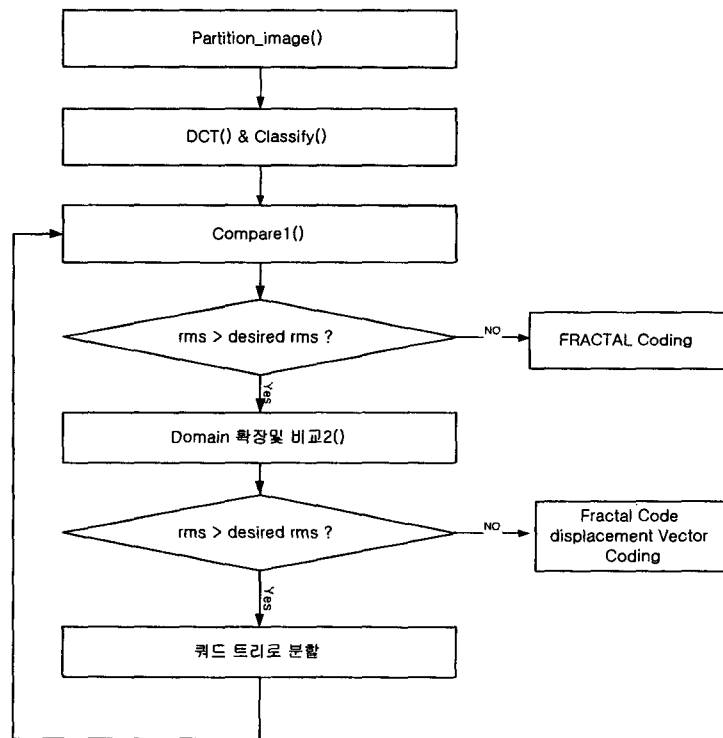 Partition_image()
DCT() & Classify()
Compare1()
rms > desired rms ?
NO
FRACTAL Coding
Yes
Domain 확장및 비교2()
rms > desired rms ?
NO
Fractal Code
displacement Vector
Coding
Yes
쿼드 트리로 분할